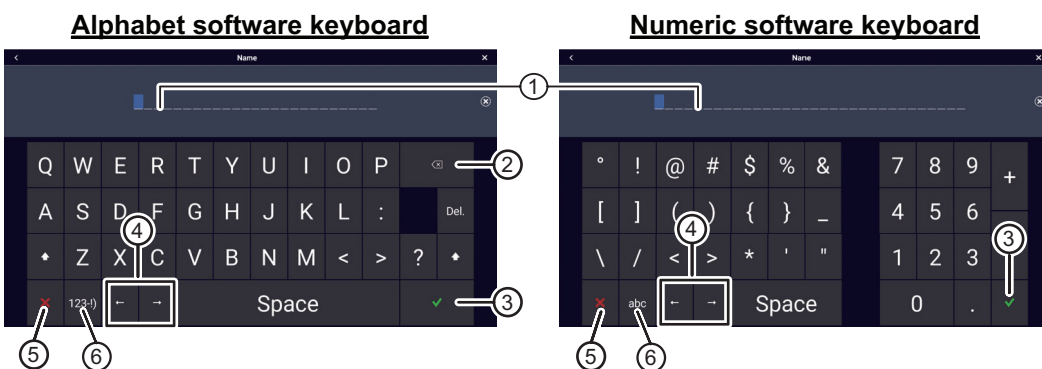 Alphabet software keyboard
Numeric software keyboard
< Name ×
< Name ×
1
Q W E R T Y U I O P
2
A S D F G H J K L : Del.
4
Z X C V B N M < > ?
123-!) ← → Space
3
5
6
° ! @ # $ % & 7 8 9 +
[ ] ( ) { } _ 4 5 6
4
3
\ / < > * ' " 1 2 3
abc ← → Space 0 .
5
6